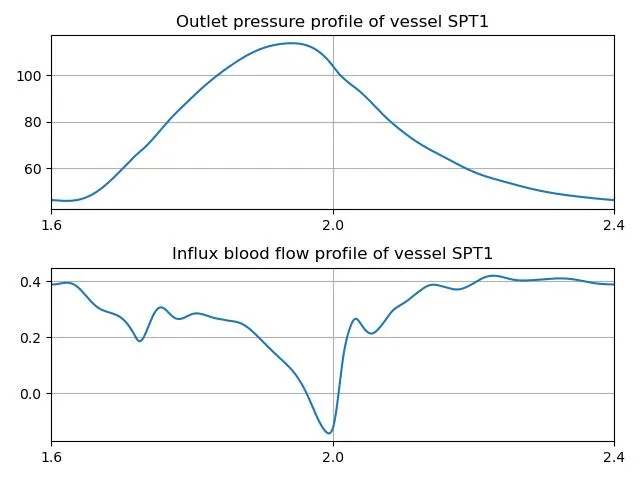 Outlet pressure profile of vessel SPT1
100
80
60
1.6 2.0 2.4
Influx blood flow profile of vessel SPT1
0.4
0.2
0.0
1.6 2.0 2.4